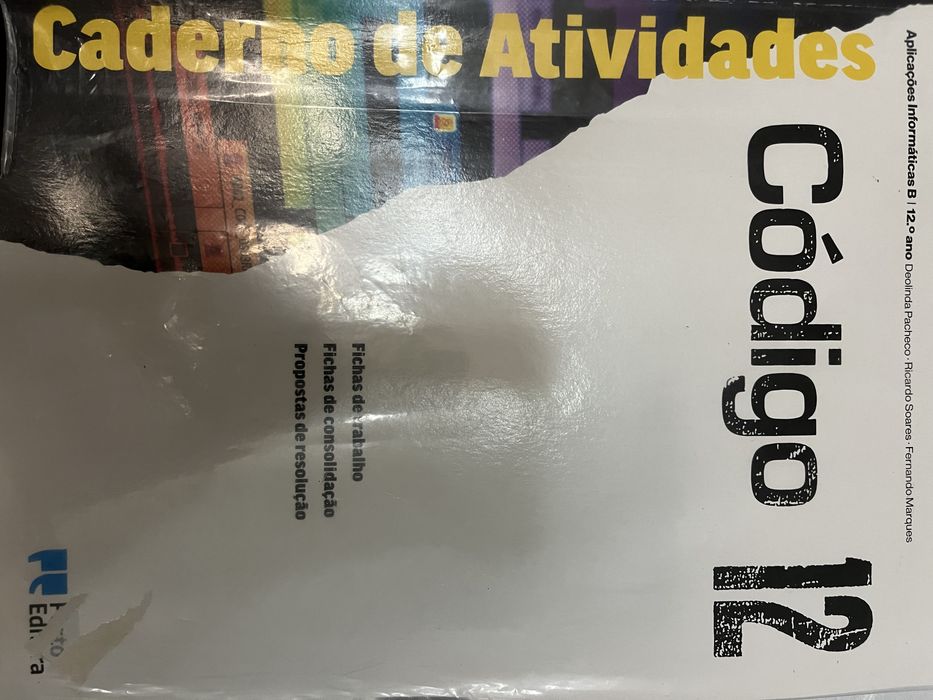 Aplicações Informáticas B | 12.º ano Deolinda Pacheco · Ricardo Soares · Fernando Marques
Código 12
Caderno de Atividades
Fichas de trabalho
Fichas de consolidação
Propostas de resolução